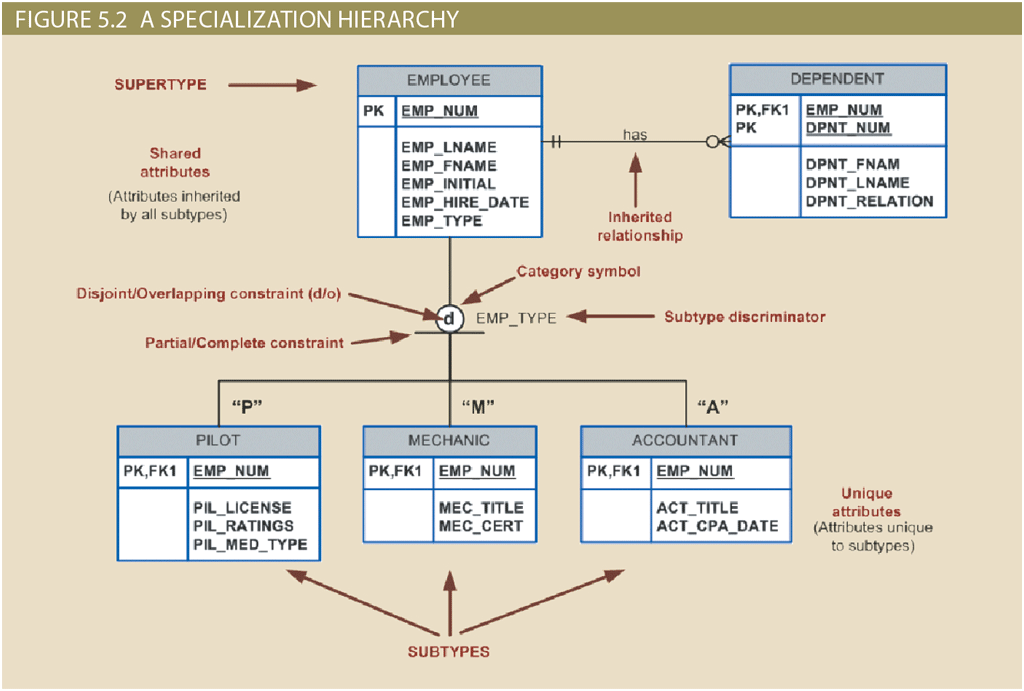 FIGURE 5.2 A SPECIALIZATION HIERARCHY
SUPERTYPE
EMPLOYEE
PK
EMP_NUM
EMP_LNAME
EMP_FNAME
EMP_INITIAL
EMP_HIRE_DATE
EMP_TYPE
has
DEPENDENT
PK,FK1
PK
EMP_NUM
DPNT_NUM
DPNT_FNAM
DPNT_LNAME
DPNT_RELATION
Shared
attributes
(Attributes inherited
by all subtypes)
Inherited
relationship
Category symbol
Disjoint/Overlapping constraint (d/o)
d
EMP_TYPE
Subtype discriminator
Partial/Complete constraint
“P”
“M”
“A”
PILOT
PK,FK1
EMP_NUM
PIL_LICENSE
PIL_RATINGS
PIL_MED_TYPE
MECHANIC
PK,FK1
EMP_NUM
MEC_TITLE
MEC_CERT
ACCOUNTANT
PK,FK1
EMP_NUM
ACT_TITLE
ACT_CPA_DATE
Unique
attributes
(Attributes unique
to subtypes)
SUBTYPES